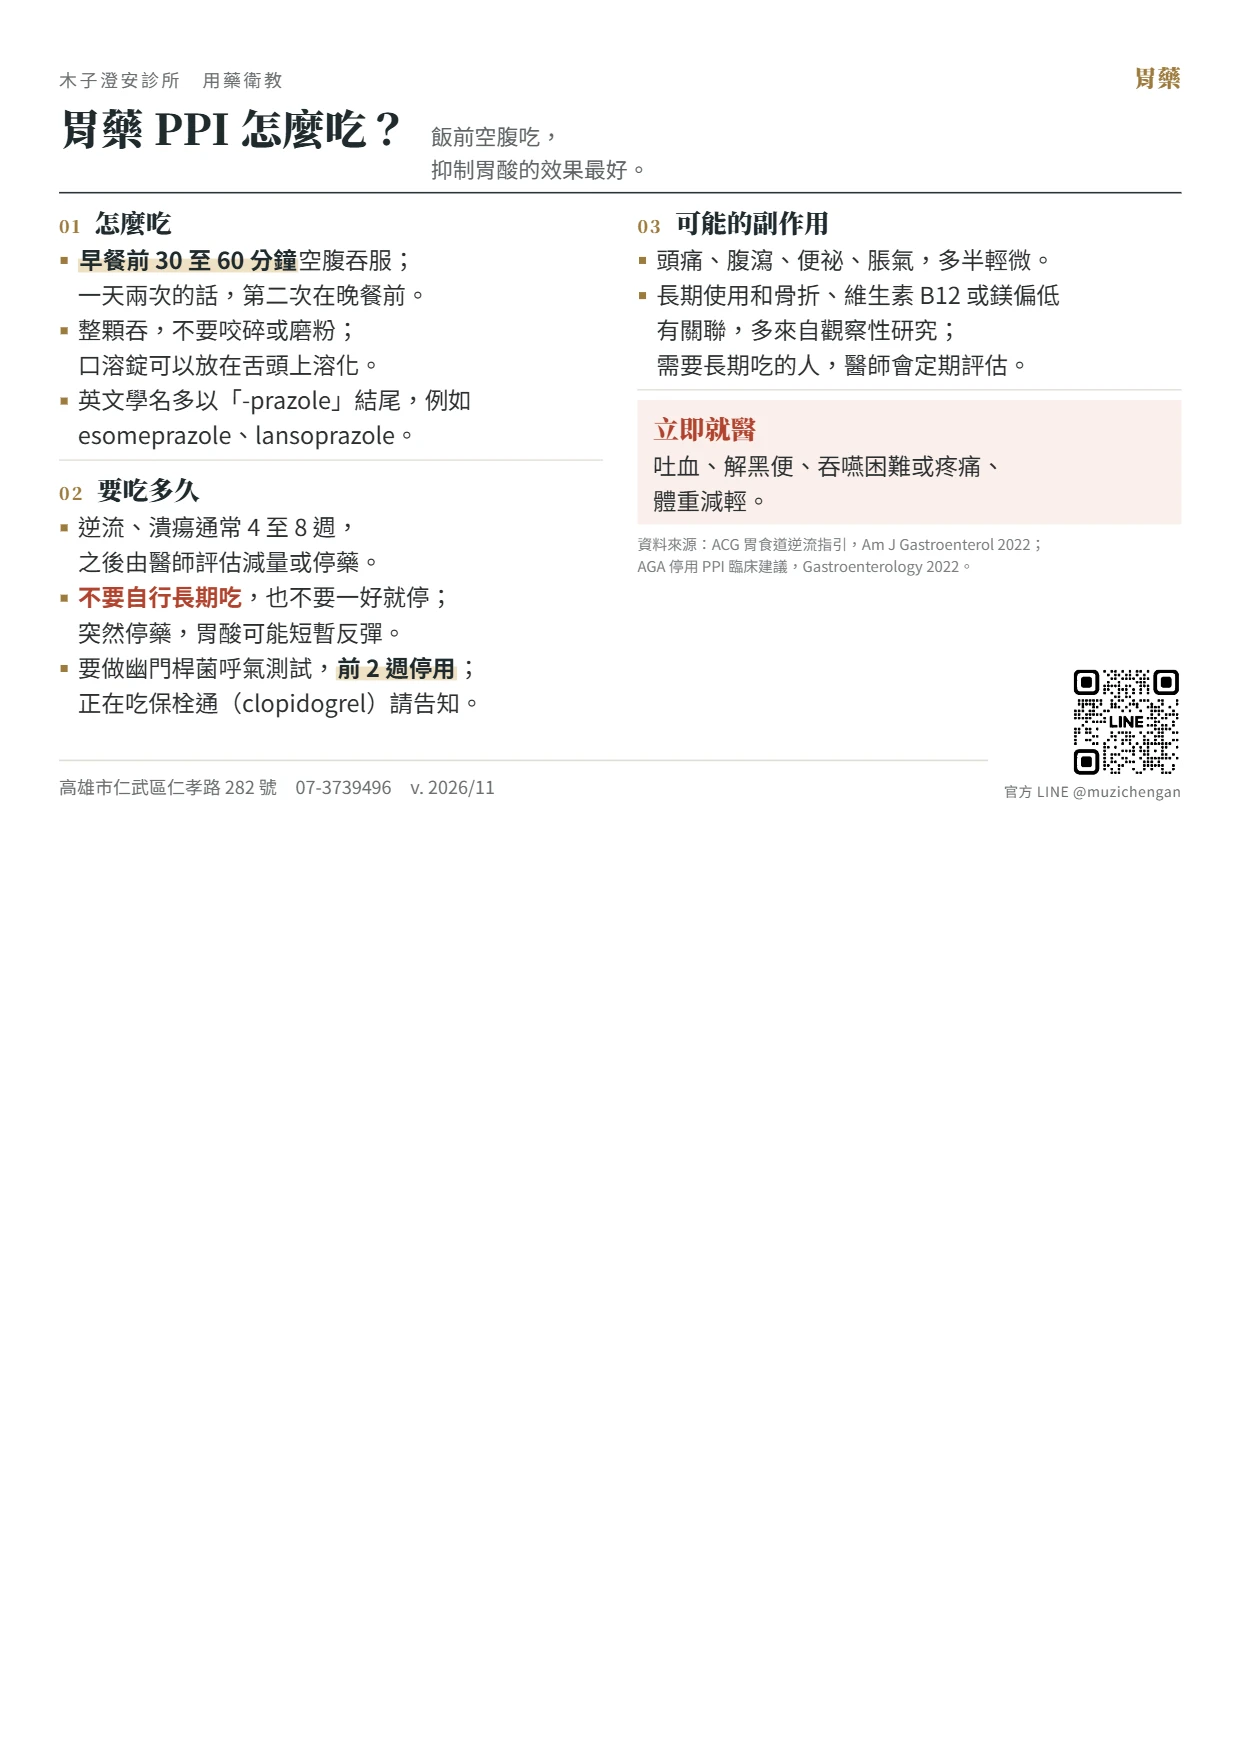 木子澄安診所　用藥衛教
胃藥
胃藥 PPI 怎麼吃？
飯前空腹吃，
抑制胃酸的效果最好。
01 怎麼吃
▪ 早餐前 30 至 60 分鐘空腹吞服；
一天兩次的話，第二次在晚餐前。
▪ 整顆吞，不要咬碎或磨粉；
口溶錠可以放在舌頭上溶化。
▪ 英文學名多以「-prazole」結尾，例如
esomeprazole、lansoprazole。
02 要吃多久
▪ 逆流、潰瘍通常 4 至 8 週，
之後由醫師評估減量或停藥。
▪ 不要自行長期吃，也不要一好就停；
突然停藥，胃酸可能短暫反彈。
▪ 要做幽門桿菌呼氣測試，前 2 週停用；
正在吃保栓通（clopidogrel）請告知。
03 可能的副作用
▪ 頭痛、腹瀉、便祕、脹氣，多半輕微。
▪ 長期使用和骨折、維生素 B12 或鎂偏低
有關聯，多來自觀察性研究；
需要長期吃的人，醫師會定期評估。
立即就醫
吐血、解黑便、吞嚥困難或疼痛、
體重減輕。
資料來源：ACG 胃食道逆流指引，Am J Gastroenterol 2022；
AGA 停用 PPI 臨床建議，Gastroenterology 2022。
LINE
高雄市仁武區仁孝路 282 號　07-3739496　v. 2026/11
官方 LINE @muzichengan